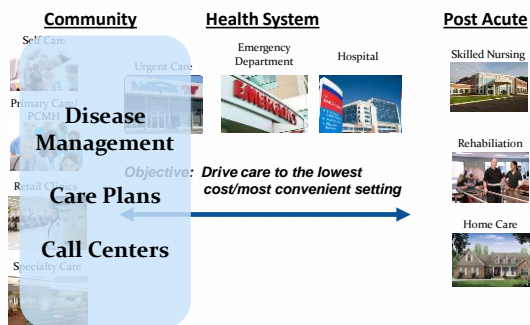 Community
Health System
Post Acute
Self Care
Urgent Care
Emergency
Department
Hospital
Skilled Nursing
Primary Care/
PCMH
EMERGENCY
Disease
Management
Rehabiliation
Objective: Drive care to the lowest
cost/most convenient setting
Care Plans
Retail Clinics
Home Care
Call Centers
Specialty Care